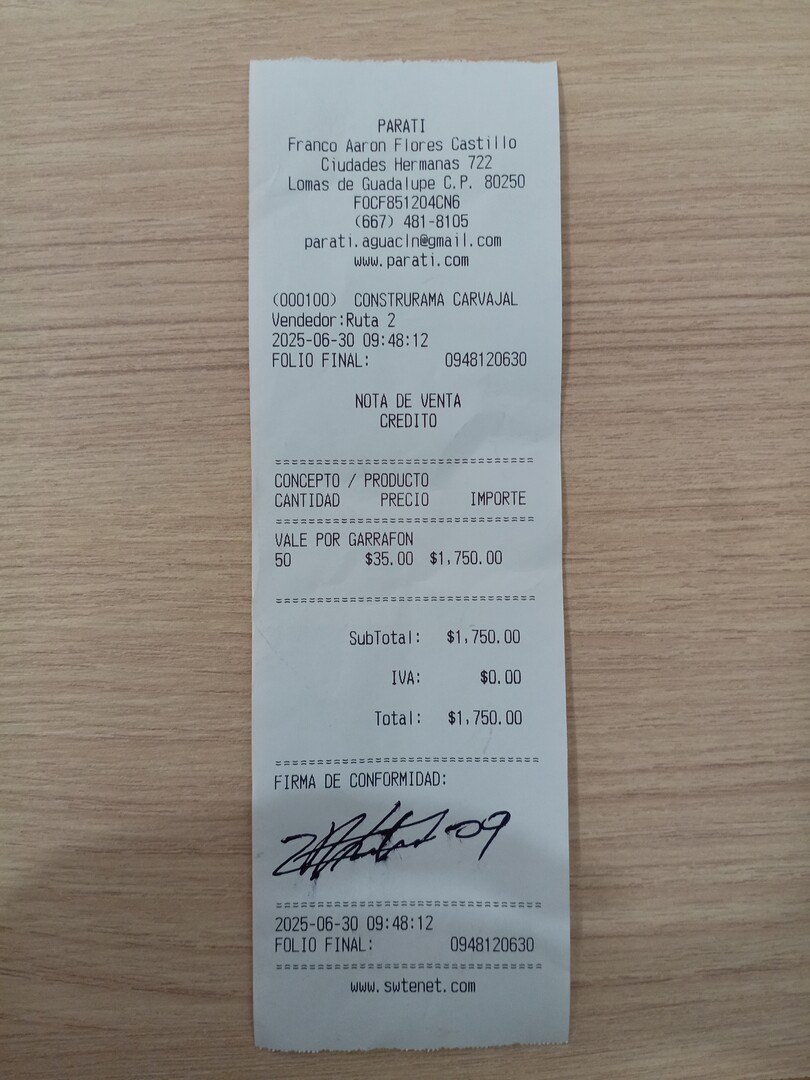 PARATI
Franco Aaron Flores Castillo
Ciudades Hermanas 722
Lomas de Guadalupe C.P. 80250
FOCF851204CN6
(667) 481-8105
parati.aguacln@gmail.com
www.parati.com
(000100) CONSTRURAMA CARVAJAL
Vendedor:Ruta 2
2025-06-30 09:48:12
FOLIO FINAL: 0948120630
NOTA DE VENTA
CREDITO
================================
CONCEPTO / PRODUCTO
CANTIDAD PRECIO IMPORTE
================================
VALE POR GARRAFON
50 $35.00 $1,750.00
================================
SubTotal: $1,750.00
IVA: $0.00
Total: $1,750.00
================================
FIRMA DE CONFORMIDAD:
================================
2025-06-30 09:48:12
FOLIO FINAL: 0948120630
================================
www.swtenet.com